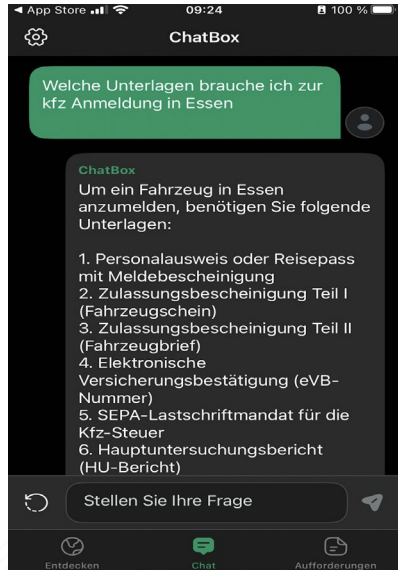 App Store 09:24 100 %
ChatBox
Welche Unterlagen brauche ich zur
kfz Anmeldung in Essen
ChatBox
Um ein Fahrzeug in Essen
anzumelden, benötigen Sie folgende
Unterlagen:
1. Personalausweis oder Reisepass
mit Meldebescheinigung
2. Zulassungsbescheinigung Teil I
(Fahrzeugschein)
3. Zulassungsbescheinigung Teil II
(Fahrzeugbrief)
4. Elektronische
Versicherungsbestätigung (eVB-
Nummer)
5. SEPA-Lastschriftmandat für die
Kfz-Steuer
6. Hauptuntersuchungsbericht
(HU-Bericht)
Stellen Sie Ihre Frage
Entdecken Chat Aufforderungen